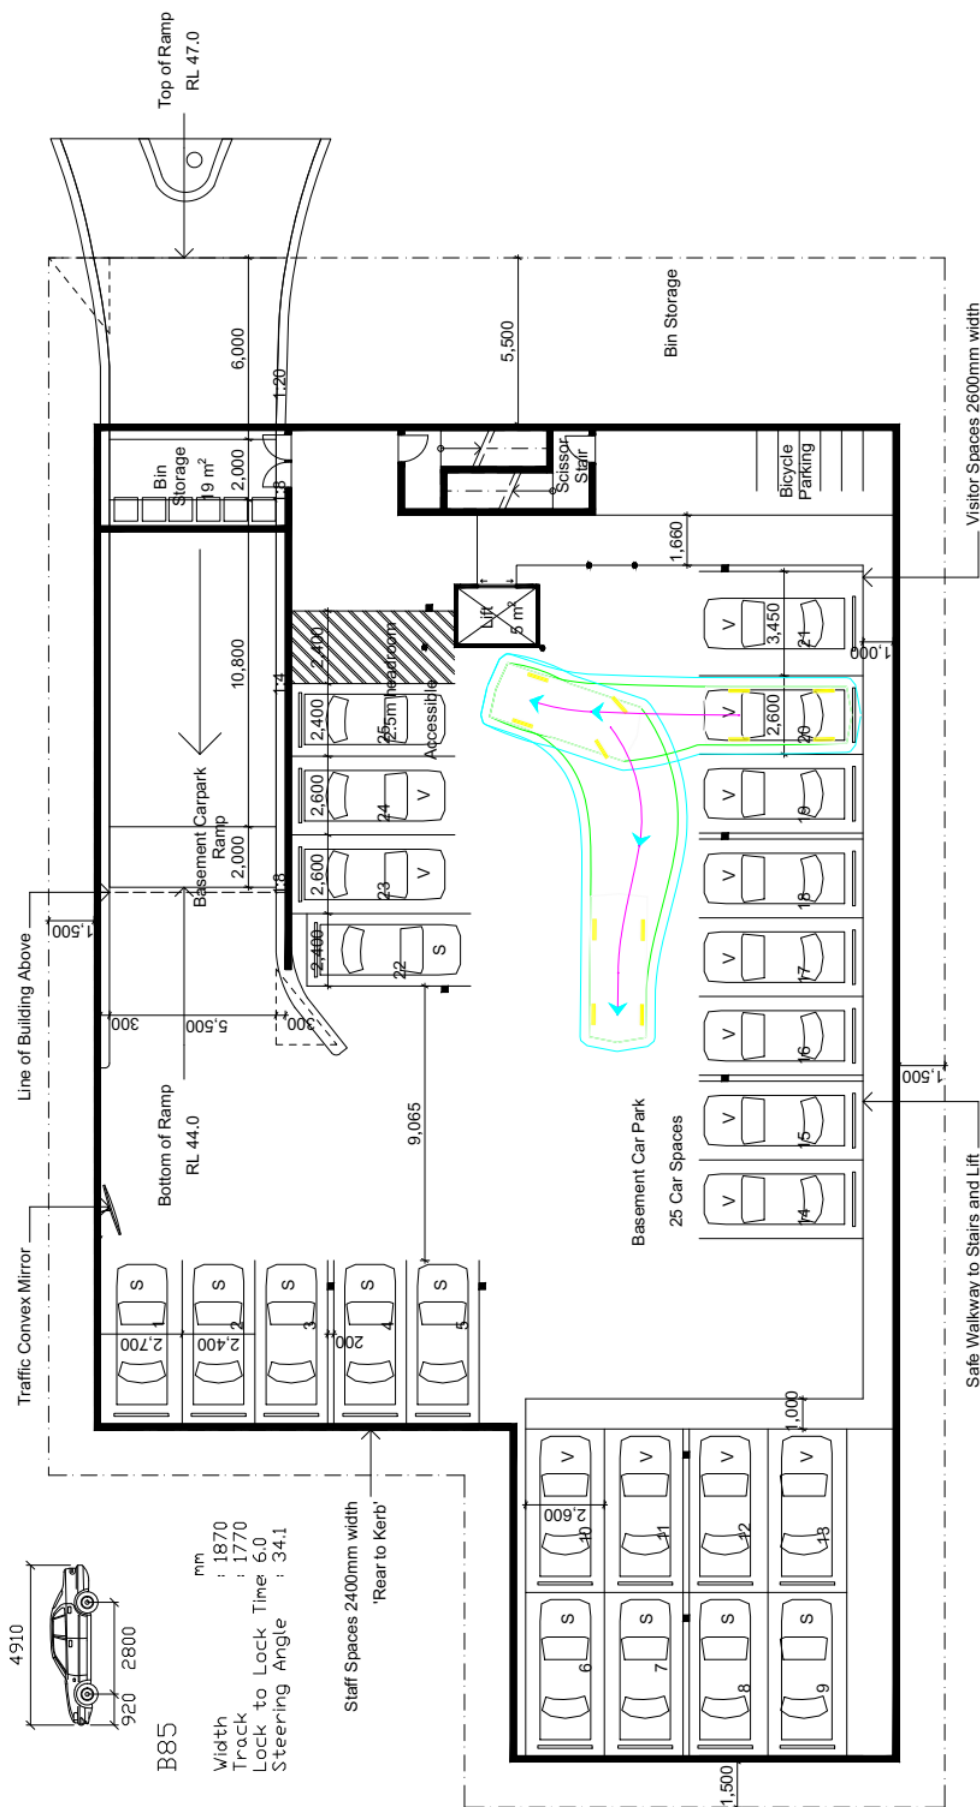 Top of Ramp
RL 47.0
6,000
1:20
5,500
Bin Storage
Bin
Storage
19 m²
2,000
1:8
Scissor
Stair
Bicycle
Parking
Visitor Spaces 2600mm width
1,660
Lift
5 m²
10,800
1:4
Basement Carpark
Ramp
2,000
1:8
2,400
2.5m headroom
Accessible
2,400
25
2,600
24
V
2,600
23
V
2,400
22
S
V
3,450
21
1,000
V
2,600
20
V
19
V
18
V
17
V
16
V
15
V
14
Line of Building Above
1,500
300
5,500
300
Bottom of Ramp
RL 44.0
9,065
Basement Car Park
25 Car Spaces
1,500
Safe Walkway to Stairs and Lift
Traffic Convex Mirror
S
1
2,700
S
2
2,400
S
3
200
S
4
S
5
Staff Spaces 2400mm width
'Rear to Kerb'
1,000
V
10
2,600
V
11
V
12
V
13
S
6
S
7
S
8
S
9
1,500
4910
920
2800
B85
mm
Width : 1870
Track : 1770
Lock to Lock Time : 6.0
Steering Angle : 34.1